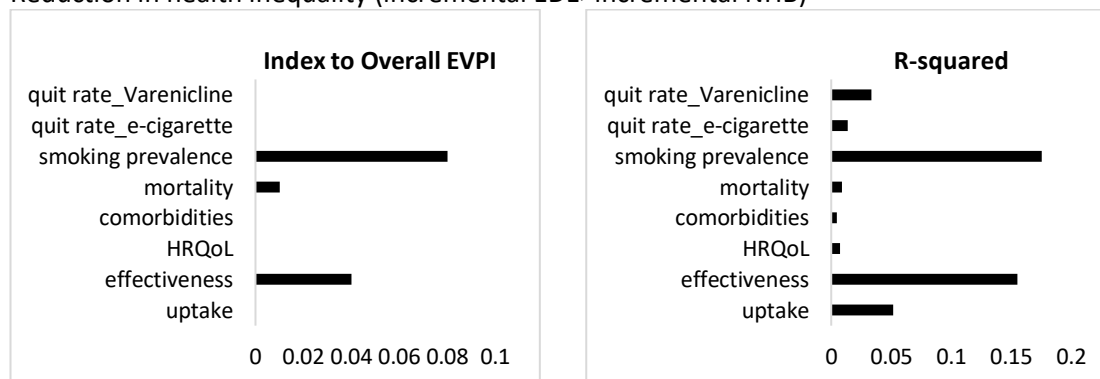 Reduction in health inequality (incremental EDE> incremental NHB)
Index to Overall EVPI
quit rate_Varenicline
quit rate_e-cigarette
smoking prevalence
mortality
comorbidities
HRQoL
effectiveness
uptake
0 0.02 0.04 0.06 0.08 0.1
R-squared
quit rate_Varenicline
quit rate_e-cigarette
smoking prevalence
mortality
comorbidities
HRQoL
effectiveness
uptake
0 0.05 0.1 0.15 0.2